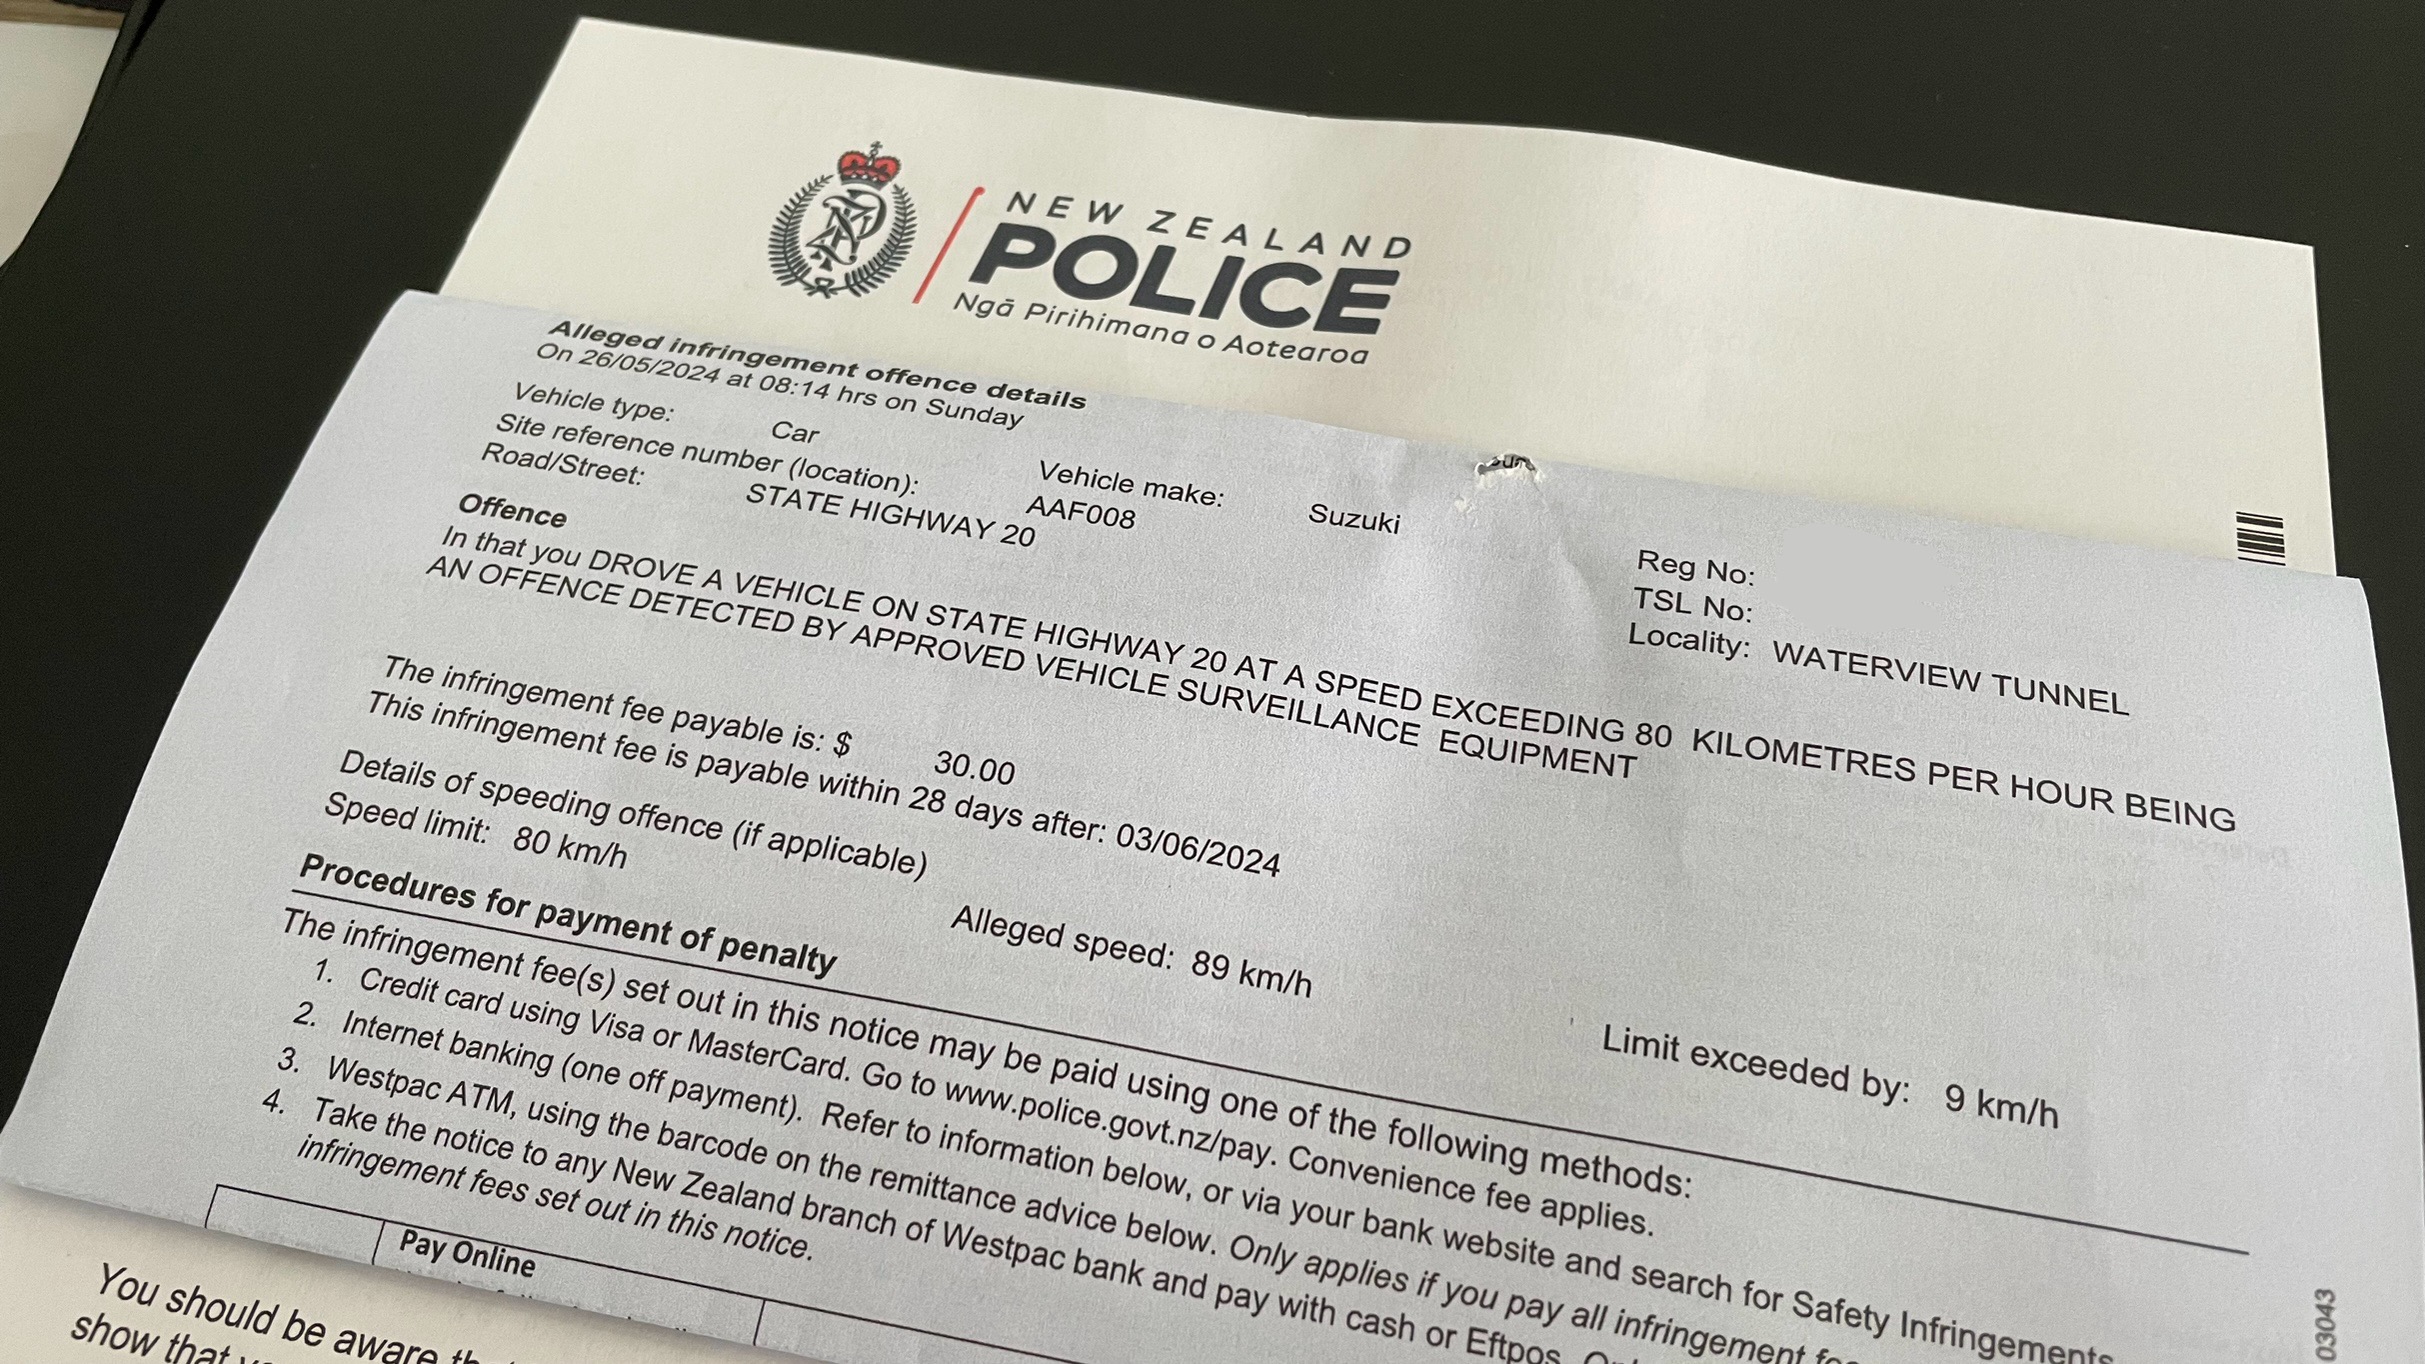 NEW ZEALAND
POLICE
Ngā Pirihimana o Aotearoa
Alleged infringement offence details
On 26/05/2024 at 08:14 hrs on Sunday
Vehicle type: Car Vehicle make: Suzuki Reg No:
TSL No:
Site reference number (location): AAF008
Road/Street: STATE HIGHWAY 20 Locality: WATERVIEW TUNNEL
Offence
In that you DROVE A VEHICLE ON STATE HIGHWAY 20 AT A SPEED EXCEEDING 80 KILOMETRES PER HOUR BEING
AN OFFENCE DETECTED BY APPROVED VEHICLE SURVEILLANCE EQUIPMENT
The infringement fee payable is: $ 30.00
This infringement fee is payable within 28 days after: 03/06/2024
Details of speeding offence (if applicable)
Speed limit: 80 km/h Alleged speed: 89 km/h Limit exceeded by: 9 km/h
Procedures for payment of penalty
The infringement fee(s) set out in this notice may be paid using one of the following methods:
1. Credit card using Visa or MasterCard. Go to www.police.govt.nz/pay. Convenience fee applies.
2. Internet banking (one off payment). Refer to information below, or via your bank website and search for Safety Infringements
3. Westpac ATM, using the barcode on the remittance advice below. Only applies if you pay all infringement
4. Take the notice to any New Zealand branch of Westpac bank and pay with cash or Eftpos.
infringement fees set out in this notice.
Pay Online
You should be aware
show that
03043